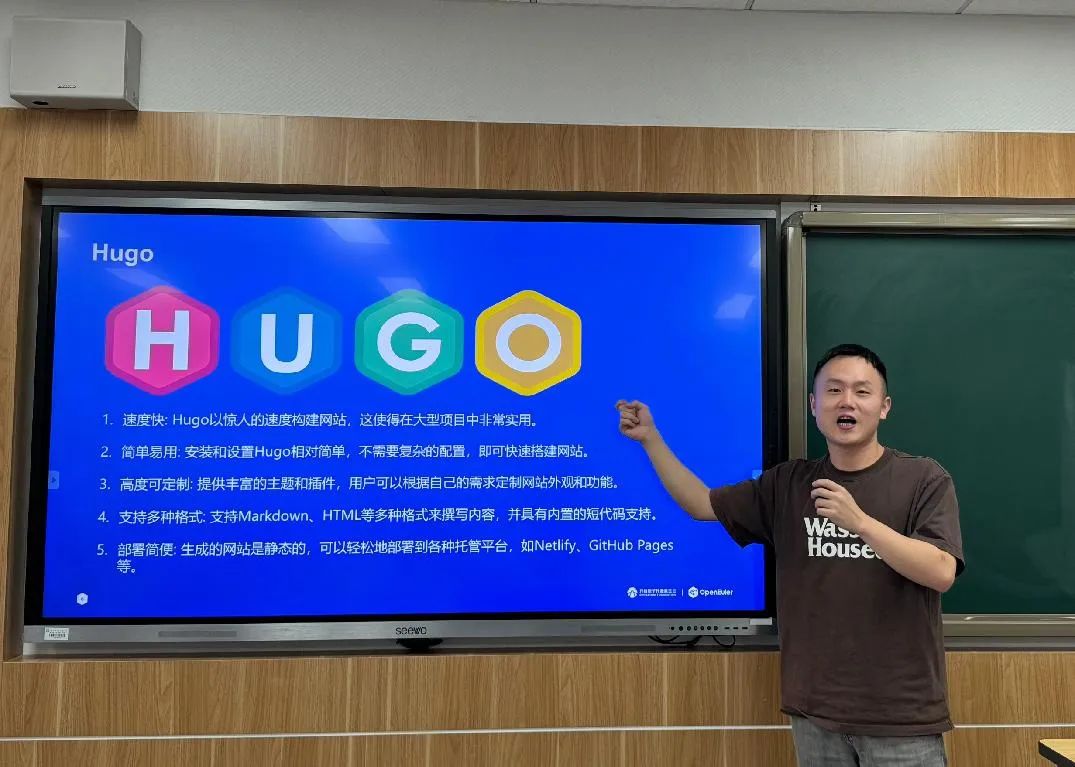 Hugo
HUGO
1. 速度快: Hugo以惊人的速度构建网站，这使得在大型项目中非常实用。
2. 简单易用: 安装和设置Hugo相对简单，不需要复杂的配置，即可快速搭建网站。
3. 高度可定制: 提供丰富的主题和插件，用户可以根据自己的需求定制网站外观和功能。
4. 支持多种格式: 支持Markdown、HTML等多种格式来撰写内容，并具有内置的短代码支持。
5. 部署简便: 生成的网站是静态的，可以轻松地部署到各种托管平台，如Netlify、GitHub Pages
等。
OpenEuler
seewo
House